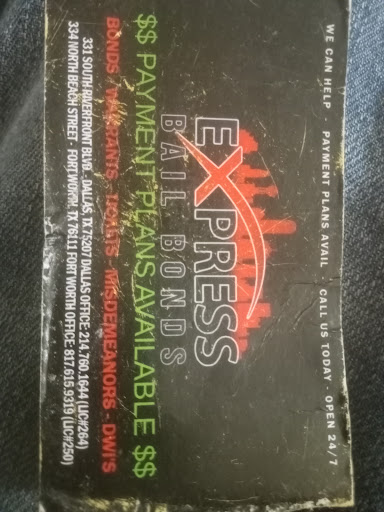 WE CAN HELP · PAYMENT PLANS AVAIL · CALL US TODAY · OPEN 24/7
EXPRESS
BAIL BONDS
$$ PAYMENT PLANS AVAILABLE $$
BONDS - WARRANTS - TICKETS - MISDEMEANORS - DWI'S
331 SOUTH RIVERFRONT BLVD - DALLAS, TX 75207 DALLAS OFFICE: 214.760.1644 (LIC#264)
334 NORTH BEACH STREET - FORT WORTH, TX 76111 FORT WORTH OFFICE: 817.615.9319 (LIC#250)